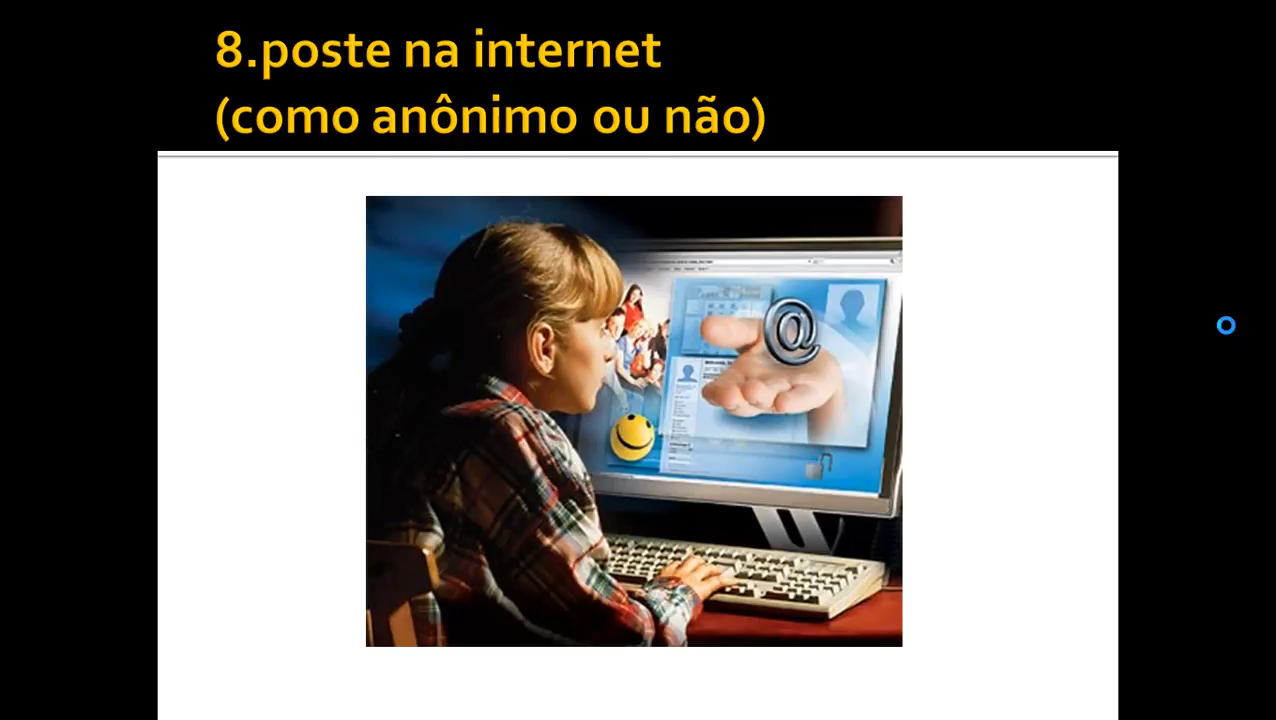 8.poste na internet
(como anônimo ou não)
@